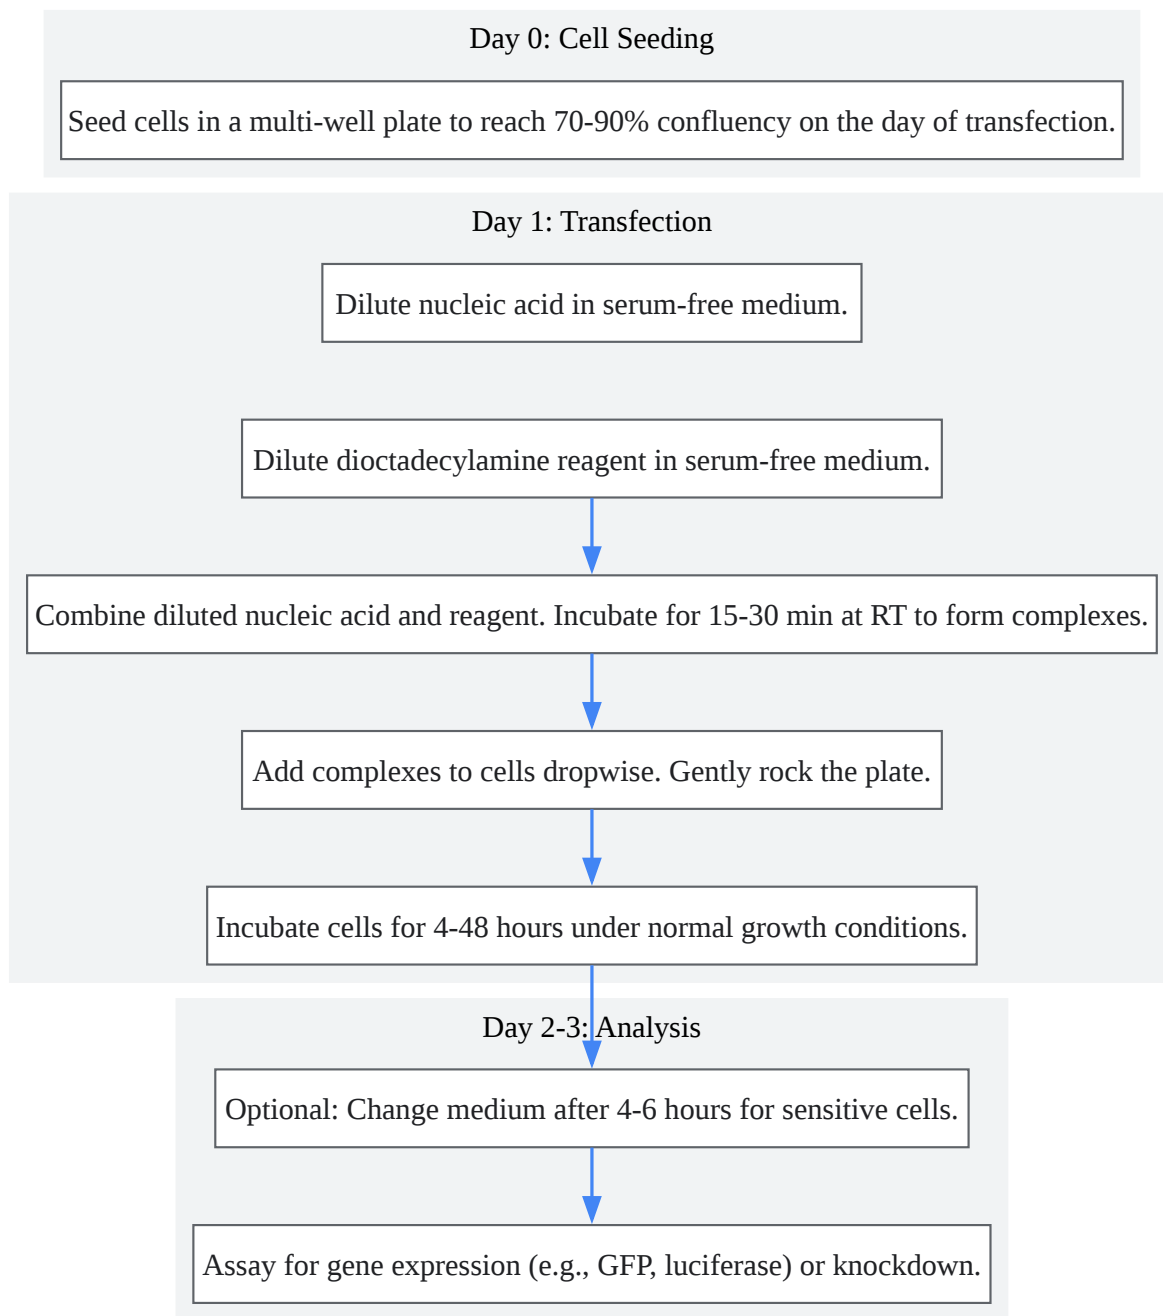 Day 0: Cell Seeding
Seed cells in a multi-well plate to reach 70-90% confluency on the day of transfection.
Day 1: Transfection
Dilute nucleic acid in serum-free medium.
Dilute dioctadecylamine reagent in serum-free medium.
Combine diluted nucleic acid and reagent. Incubate for 15-30 min at RT to form complexes.
Add complexes to cells dropwise. Gently rock the plate.
Incubate cells for 4-48 hours under normal growth conditions.
Day 2-3: Analysis
Optional: Change medium after 4-6 hours for sensitive cells.
Assay for gene expression (e.g., GFP, luciferase) or knockdown.